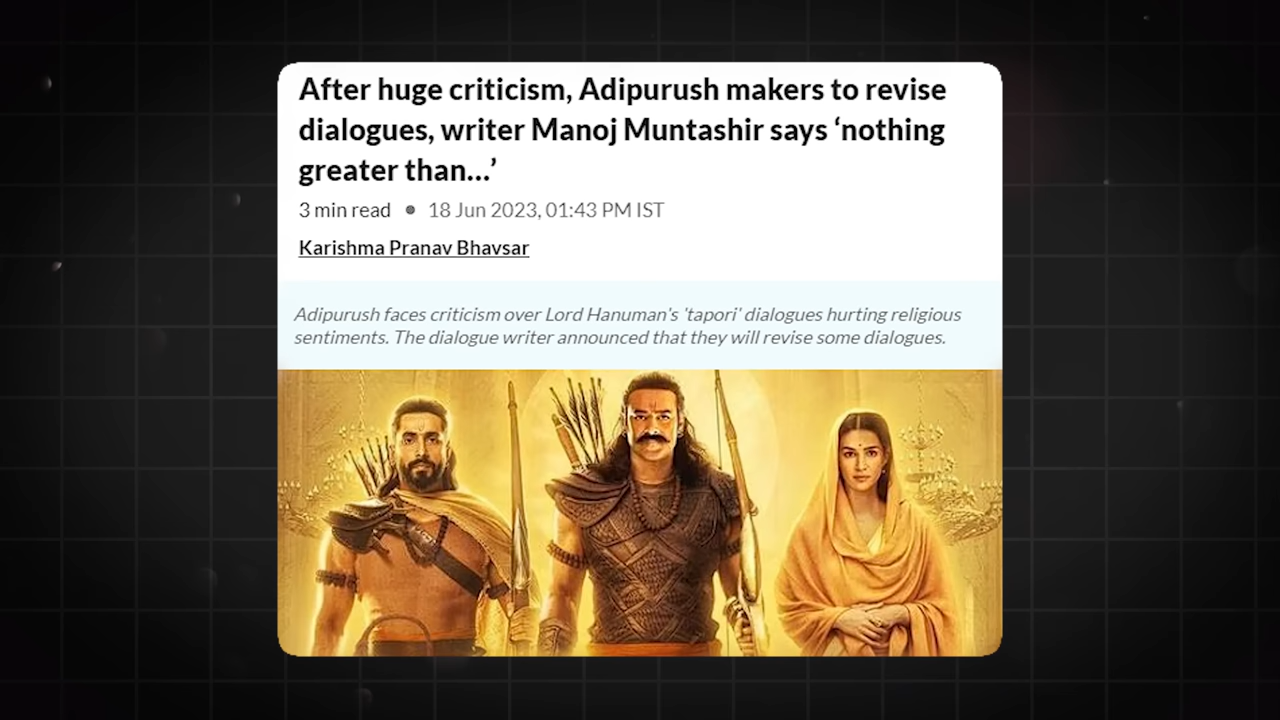 After huge criticism, Adipurush makers to revise
dialogues, writer Manoj Muntashir says ‘nothing
greater than...’
3 min read • 18 Jun 2023, 01:43 PM IST
Karishma Pranav Bhavsar
Adipurush faces criticism over Lord Hanuman's 'tapori' dialogues hurting religious
sentiments. The dialogue writer announced that they will revise some dialogues.